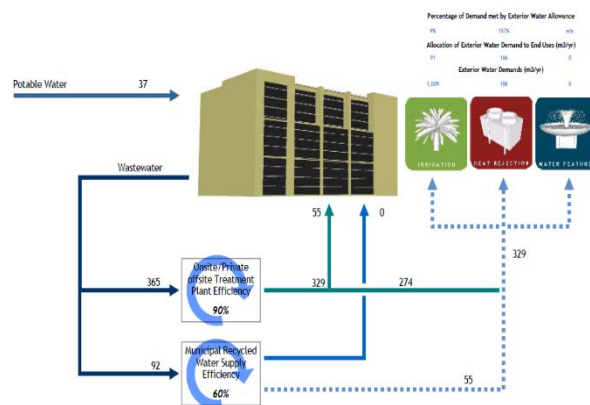 Percentage of Demand met by Exterior Water Allowance
9% 157% n/a
Allocation of Exterior Water Demand to End Uses (m3/yr)
91 166 0
Exterior Water Demands (m3/yr)
1,009 0
Potable Water 37
Wastewater
IRRIGATION HEAT REJECTION WATER FEATURE
55 0
329
365
Onsite/Private
offsite Treatment
Plant Efficiency
90%
329 274
92
Municipal Recycled
Water Supply
Efficiency
60%
55